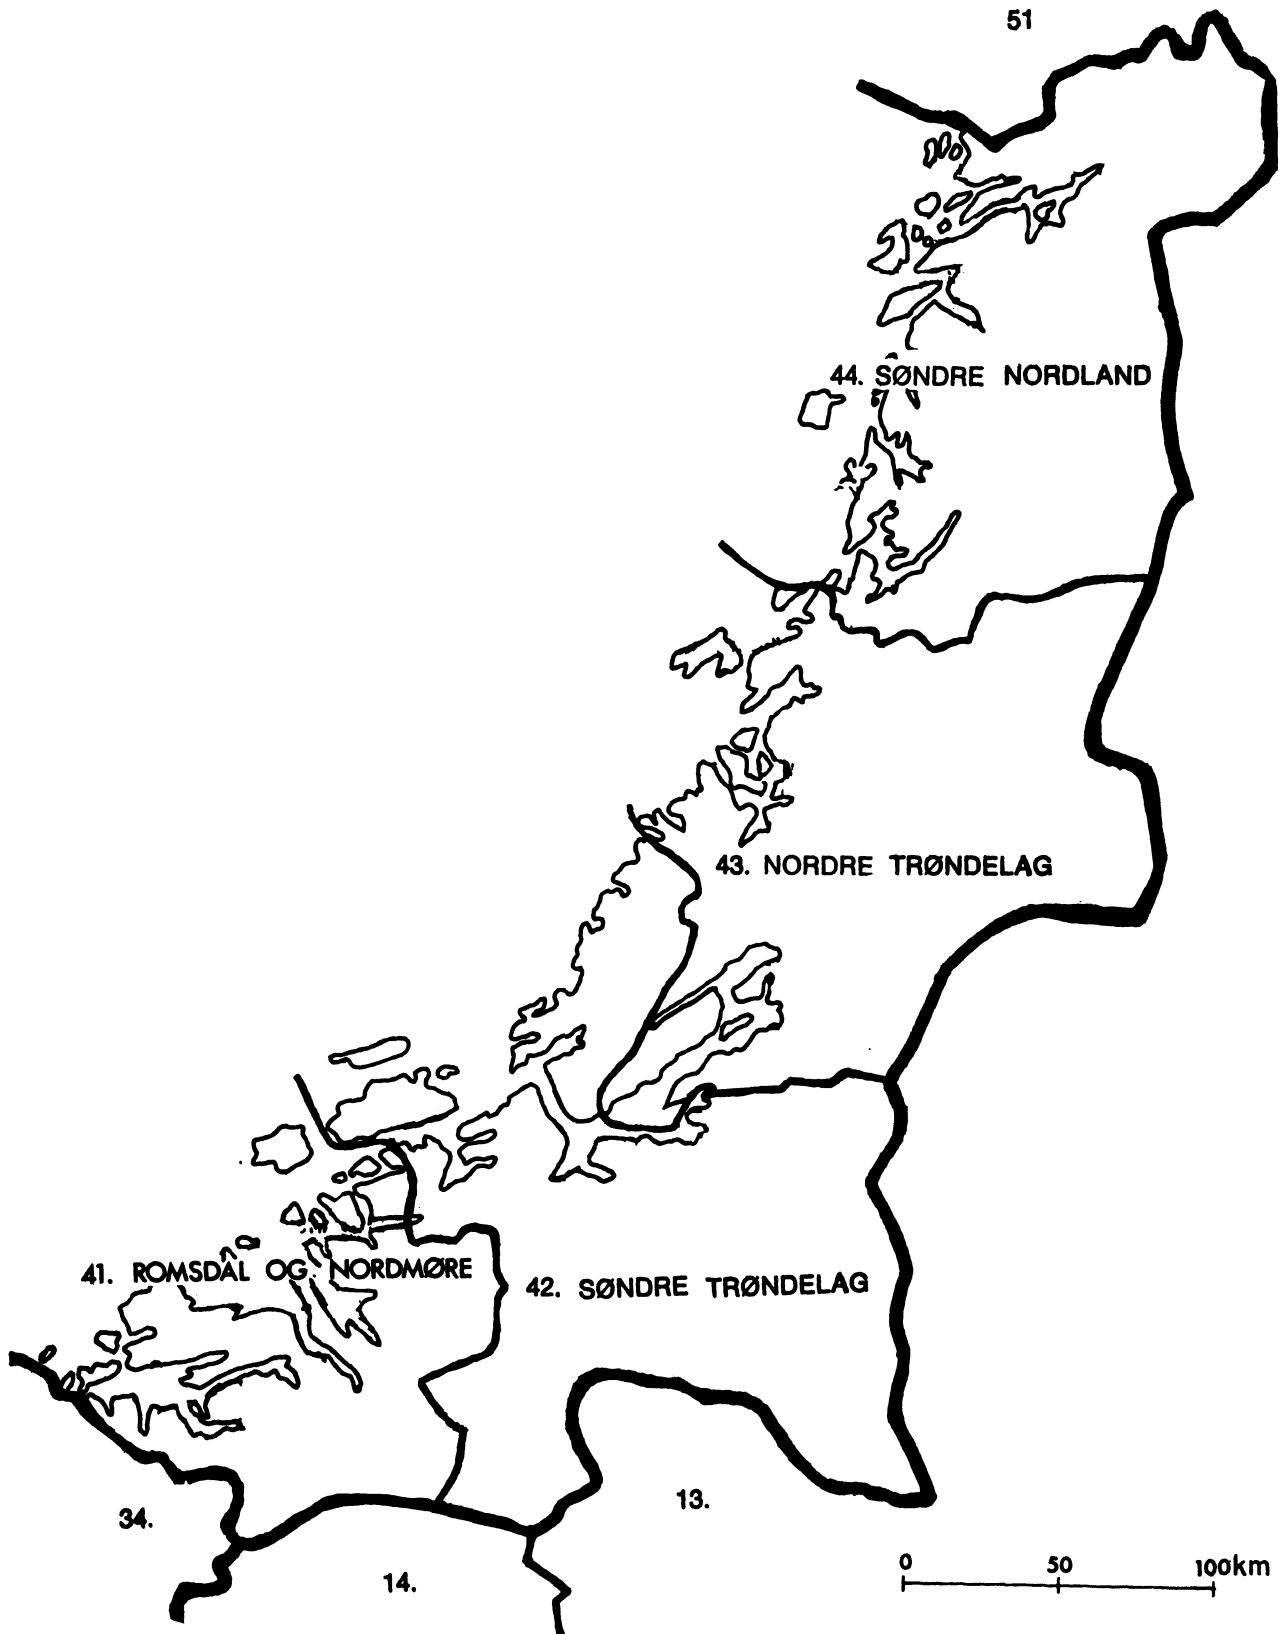 51
44. SØNDRE NORDLAND
43. NORDRE TRØNDELAG
41. ROMSDAL OG NORDMØRE
42. SØNDRE TRØNDELAG
13.
34.
14.
0 50 100km